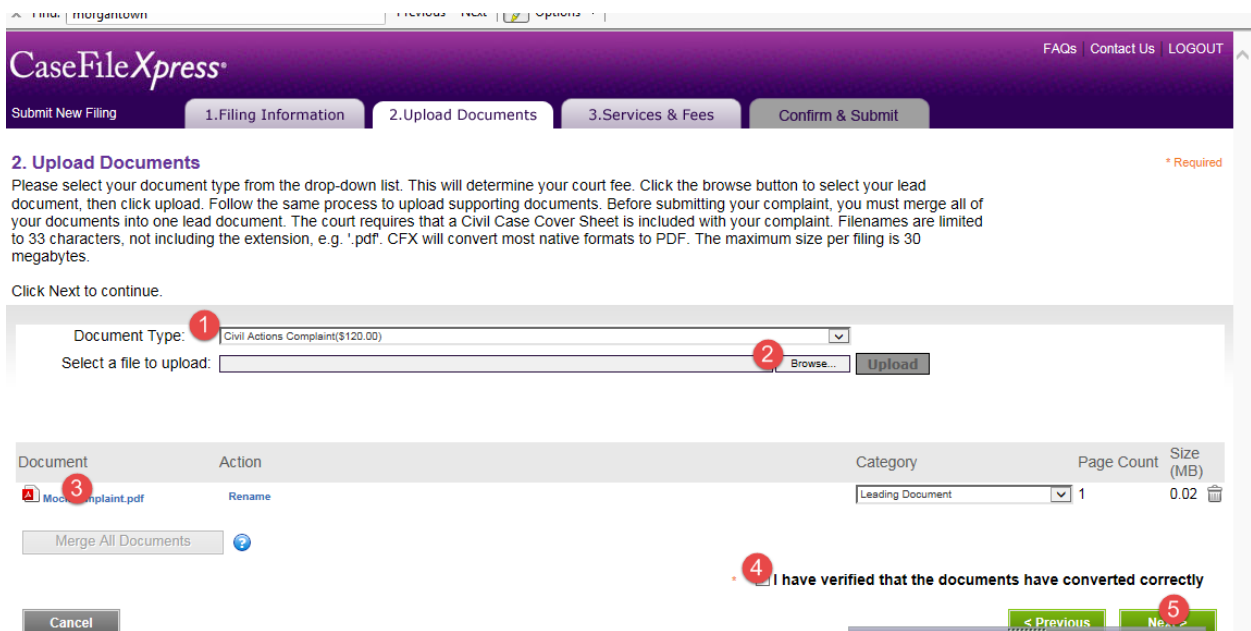 Find: morgantown Previous Next Options
FAQs Contact Us LOGOUT
CaseFileXpress®
Submit New Filing 1.Filing Information 2.Upload Documents 3.Services & Fees Confirm & Submit
2. Upload Documents * Required
Please select your document type from the drop-down list. This will determine your court fee. Click the browse button to select your lead
document, then click upload. Follow the same process to upload supporting documents. Before submitting your complaint, you must merge all of
your documents into one lead document. The court requires that a Civil Case Cover Sheet is included with your complaint. Filenames are limited
to 33 characters, not including the extension, e.g. '.pdf'. CFX will convert most native formats to PDF. The maximum size per filing is 30
megabytes.
Click Next to continue.
Document Type: 1 Civil Actions Complaint($120.00)
Select a file to upload: 2 Browse... Upload
Document Action Category Page Count Size (MB)
3 Rename Leading Document 1 0.02
Merge All Documents ?
* 4 I have verified that the documents have converted correctly
Cancel < Previous 5 Next >